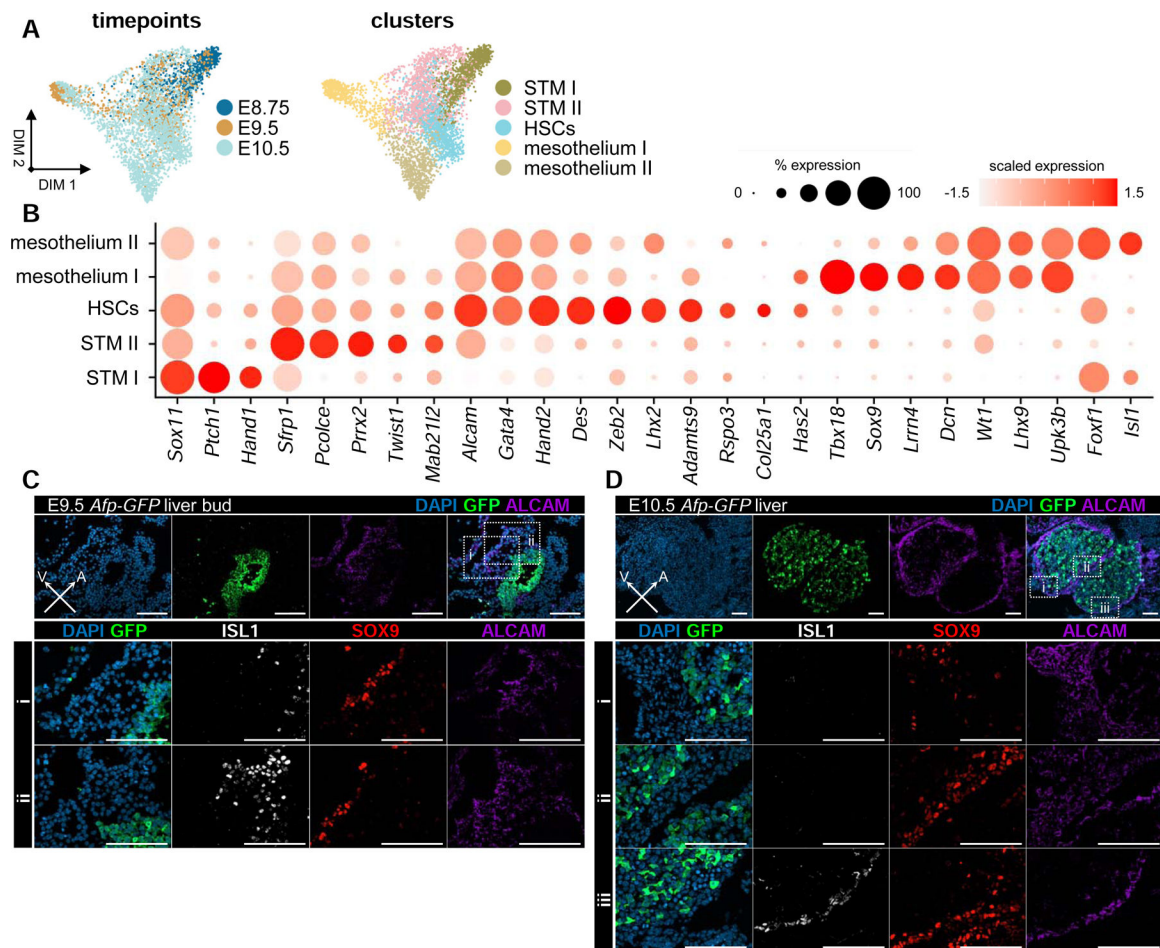 A
timepoints
clusters
DIM 2
DIM 1
E8.75
E9.5
E10.5
STM I
STM II
HSCs
mesothelium I
mesothelium II
% expression
0
100
scaled expression
-1.5
1.5
B
mesothelium II
mesothelium I
HSCs
STM II
STM I
Sox11
Ptch1
Hand1
Sfrp1
Pcolce
Prrx2
Twist1
Mab21l2
Alcam
Gata4
Hand2
Des
Zeb2
Lhx2
Adamts9
Rspo3
Col25a1
Has2
Tbx18
Sox9
Lrrn4
Dcn
Wt1
Lhx9
Upk3b
Foxf1
Isl1
C
E9.5 Afp-GFP liver bud
DAPI GFP ALCAM
V
A
i
ii
DAPI GFP
ISL1
SOX9
ALCAM
i
ii
D
E10.5 Afp-GFP liver
DAPI GFP ALCAM
V
A
i
ii
iii
DAPI GFP
ISL1
SOX9
ALCAM
i
ii
iii